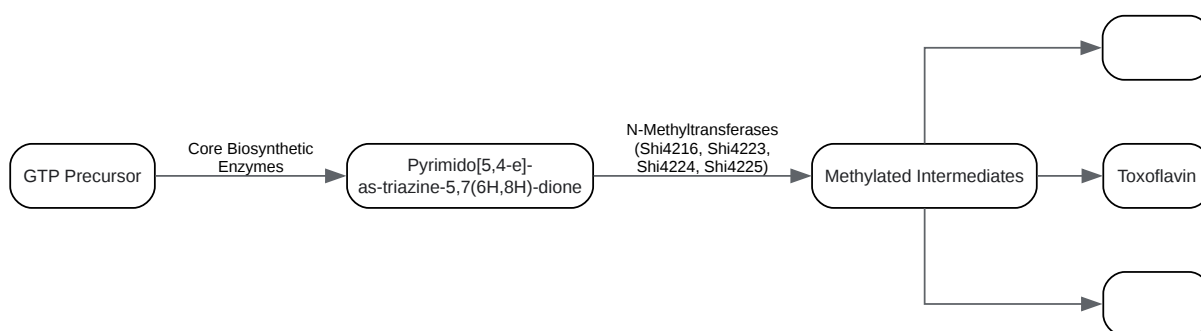 GTP Precursor
Core Biosynthetic
Enzymes
Pyrimido[5,4-e]-
as-triazine-5,7(6H,8H)-dione
N-Methyltransferases
(Shi4216, Shi4223,
Shi4224, Shi4225)
Methylated Intermediates
Toxoflavin